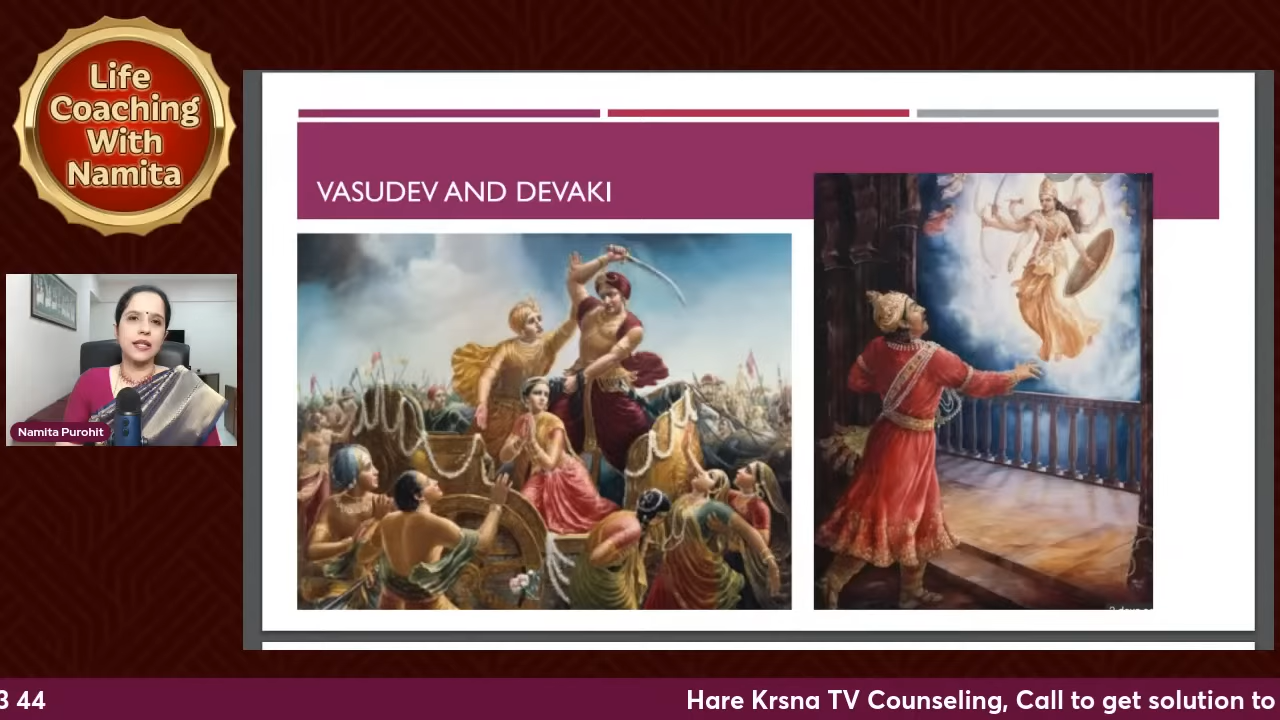 Life
Coaching
With
Namita
Namita Purohit
VASUDEV AND DEVAKI
3 44
Hare Krsna TV Counseling, Call to get solution to